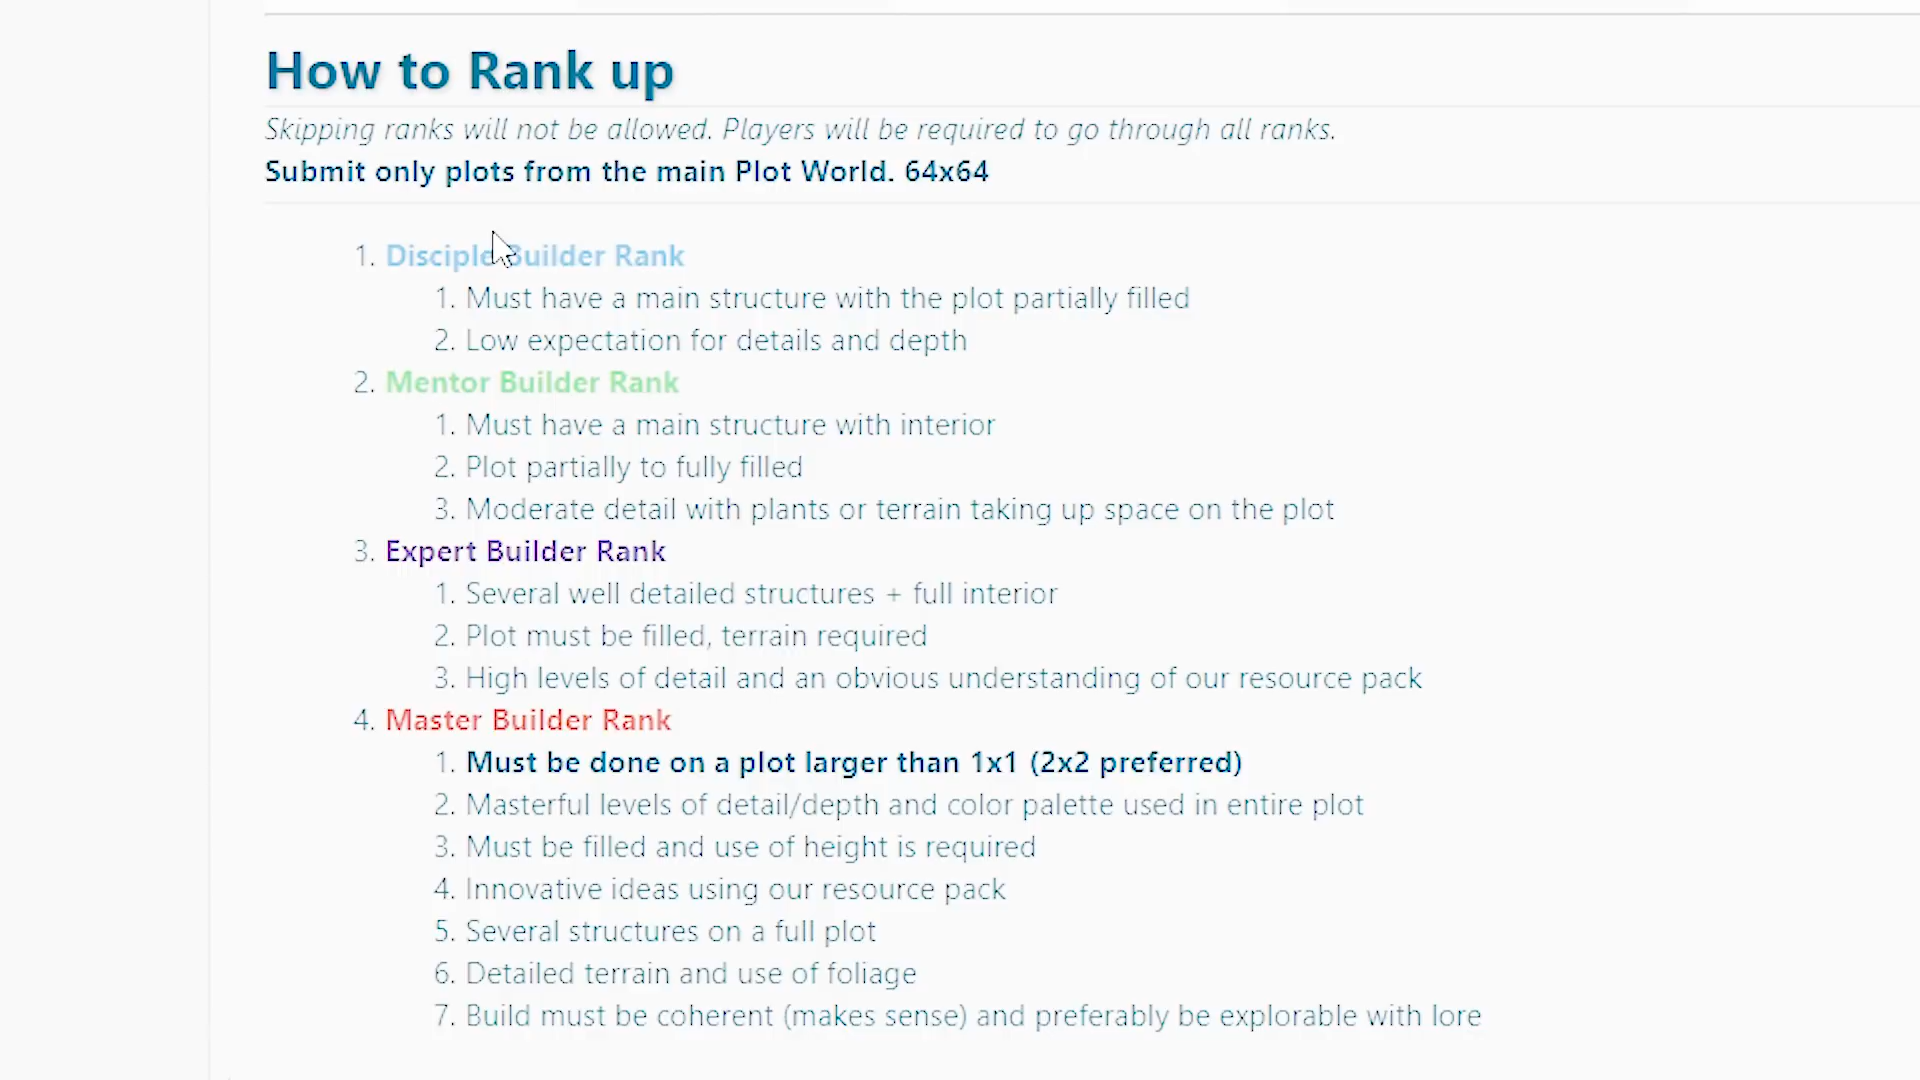 How to Rank up
Skipping ranks will not be allowed. Players will be required to go through all ranks.
Submit only plots from the main Plot World. 64x64
1. Disciple Builder Rank
1. Must have a main structure with the plot partially filled
2. Low expectation for details and depth
2. Mentor Builder Rank
1. Must have a main structure with interior
2. Plot partially to fully filled
3. Moderate detail with plants or terrain taking up space on the plot
3. Expert Builder Rank
1. Several well detailed structures + full interior
2. Plot must be filled, terrain required
3. High levels of detail and an obvious understanding of our resource pack
4. Master Builder Rank
1. Must be done on a plot larger than 1x1 (2x2 preferred)
2. Masterful levels of detail/depth and color palette used in entire plot
3. Must be filled and use of height is required
4. Innovative ideas using our resource pack
5. Several structures on a full plot
6. Detailed terrain and use of foliage
7. Build must be coherent (makes sense) and preferably be explorable with lore